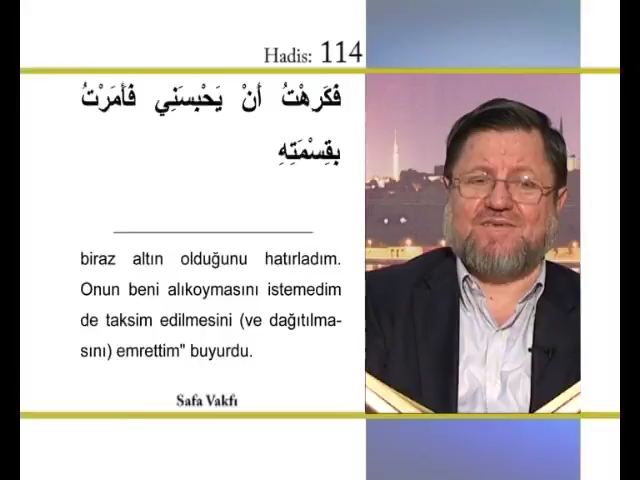 Hadis: 114
فَكَرِهْتُ أَنْ يَحْبِسَنِي فَأَمَرْتُ
بِقِسْمَتِهِ
biraz altın olduğunu hatırladım.
Onun beni alıkoymasını istemedim
de taksim edilmesini (ve dağıtılma-
sını) emrettim" buyurdu.
Safa Vakfı